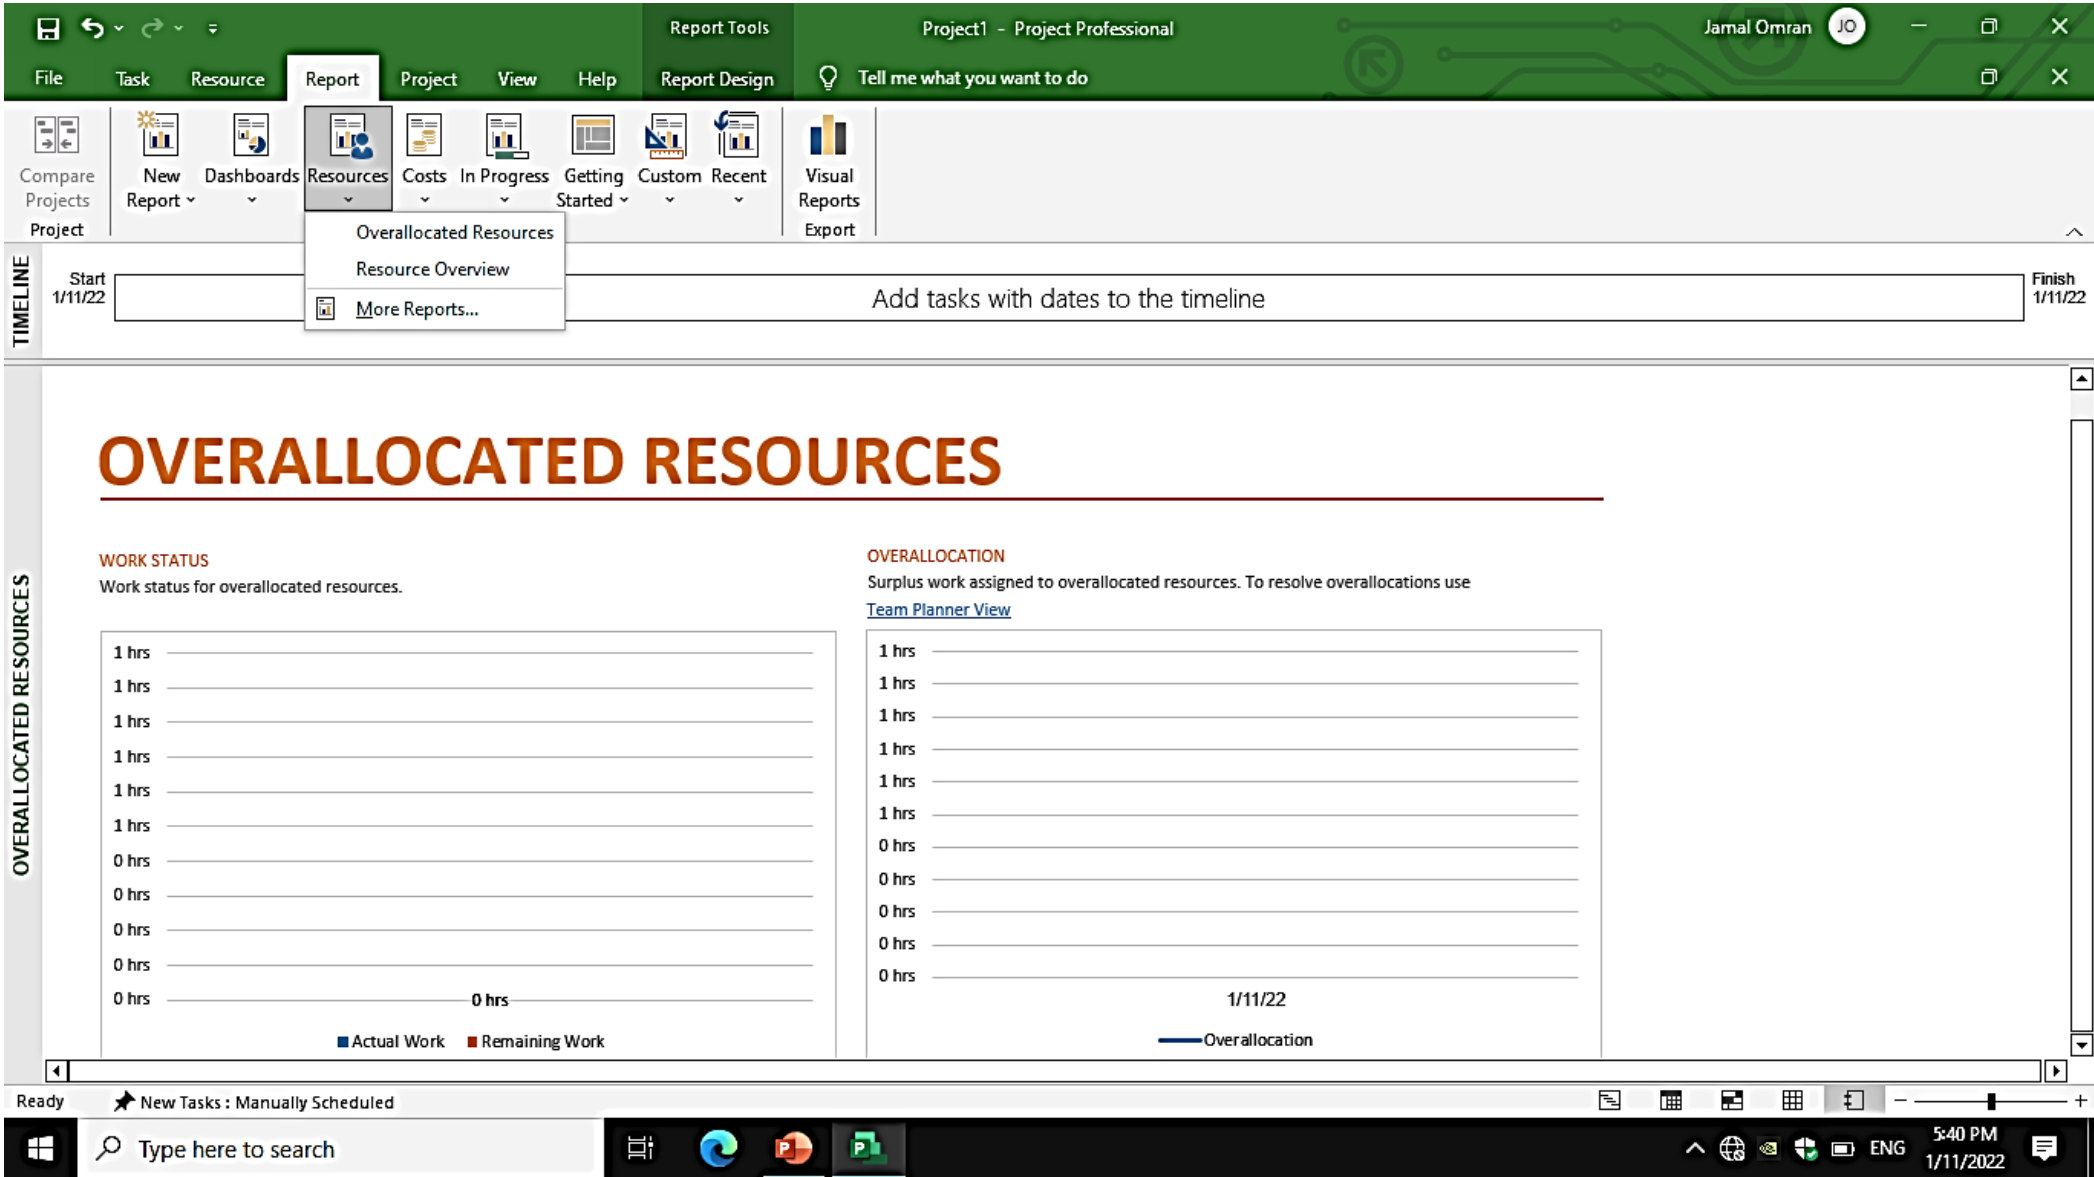 Report Tools
Project1 - Project Professional
Jamal Omran JO
File Task Resource Report Project View Help Report Design Tell me what you want to do
Compare Projects
New Report
Dashboards
Resources
Costs
In Progress
Getting Started
Custom
Recent
Visual Reports
Project
Export
Overallocated Resources
Resource Overview
More Reports...
TIMELINE
Start
1/11/22
Add tasks with dates to the timeline
Finish
1/11/22
OVERALLOCATED RESOURCES
OVERALLOCATED RESOURCES
WORK STATUS
Work status for overallocated resources.
1 hrs
1 hrs
1 hrs
1 hrs
1 hrs
1 hrs
0 hrs
0 hrs
0 hrs
0 hrs
0 hrs
0 hrs
Actual Work Remaining Work
OVERALLOCATION
Surplus work assigned to overallocated resources. To resolve overallocations use
Team Planner View
1 hrs
1 hrs
1 hrs
1 hrs
1 hrs
1 hrs
0 hrs
0 hrs
0 hrs
0 hrs
0 hrs
1/11/22
Overallocation
Ready New Tasks : Manually Scheduled
Type here to search
ENG
5:40 PM
1/11/2022